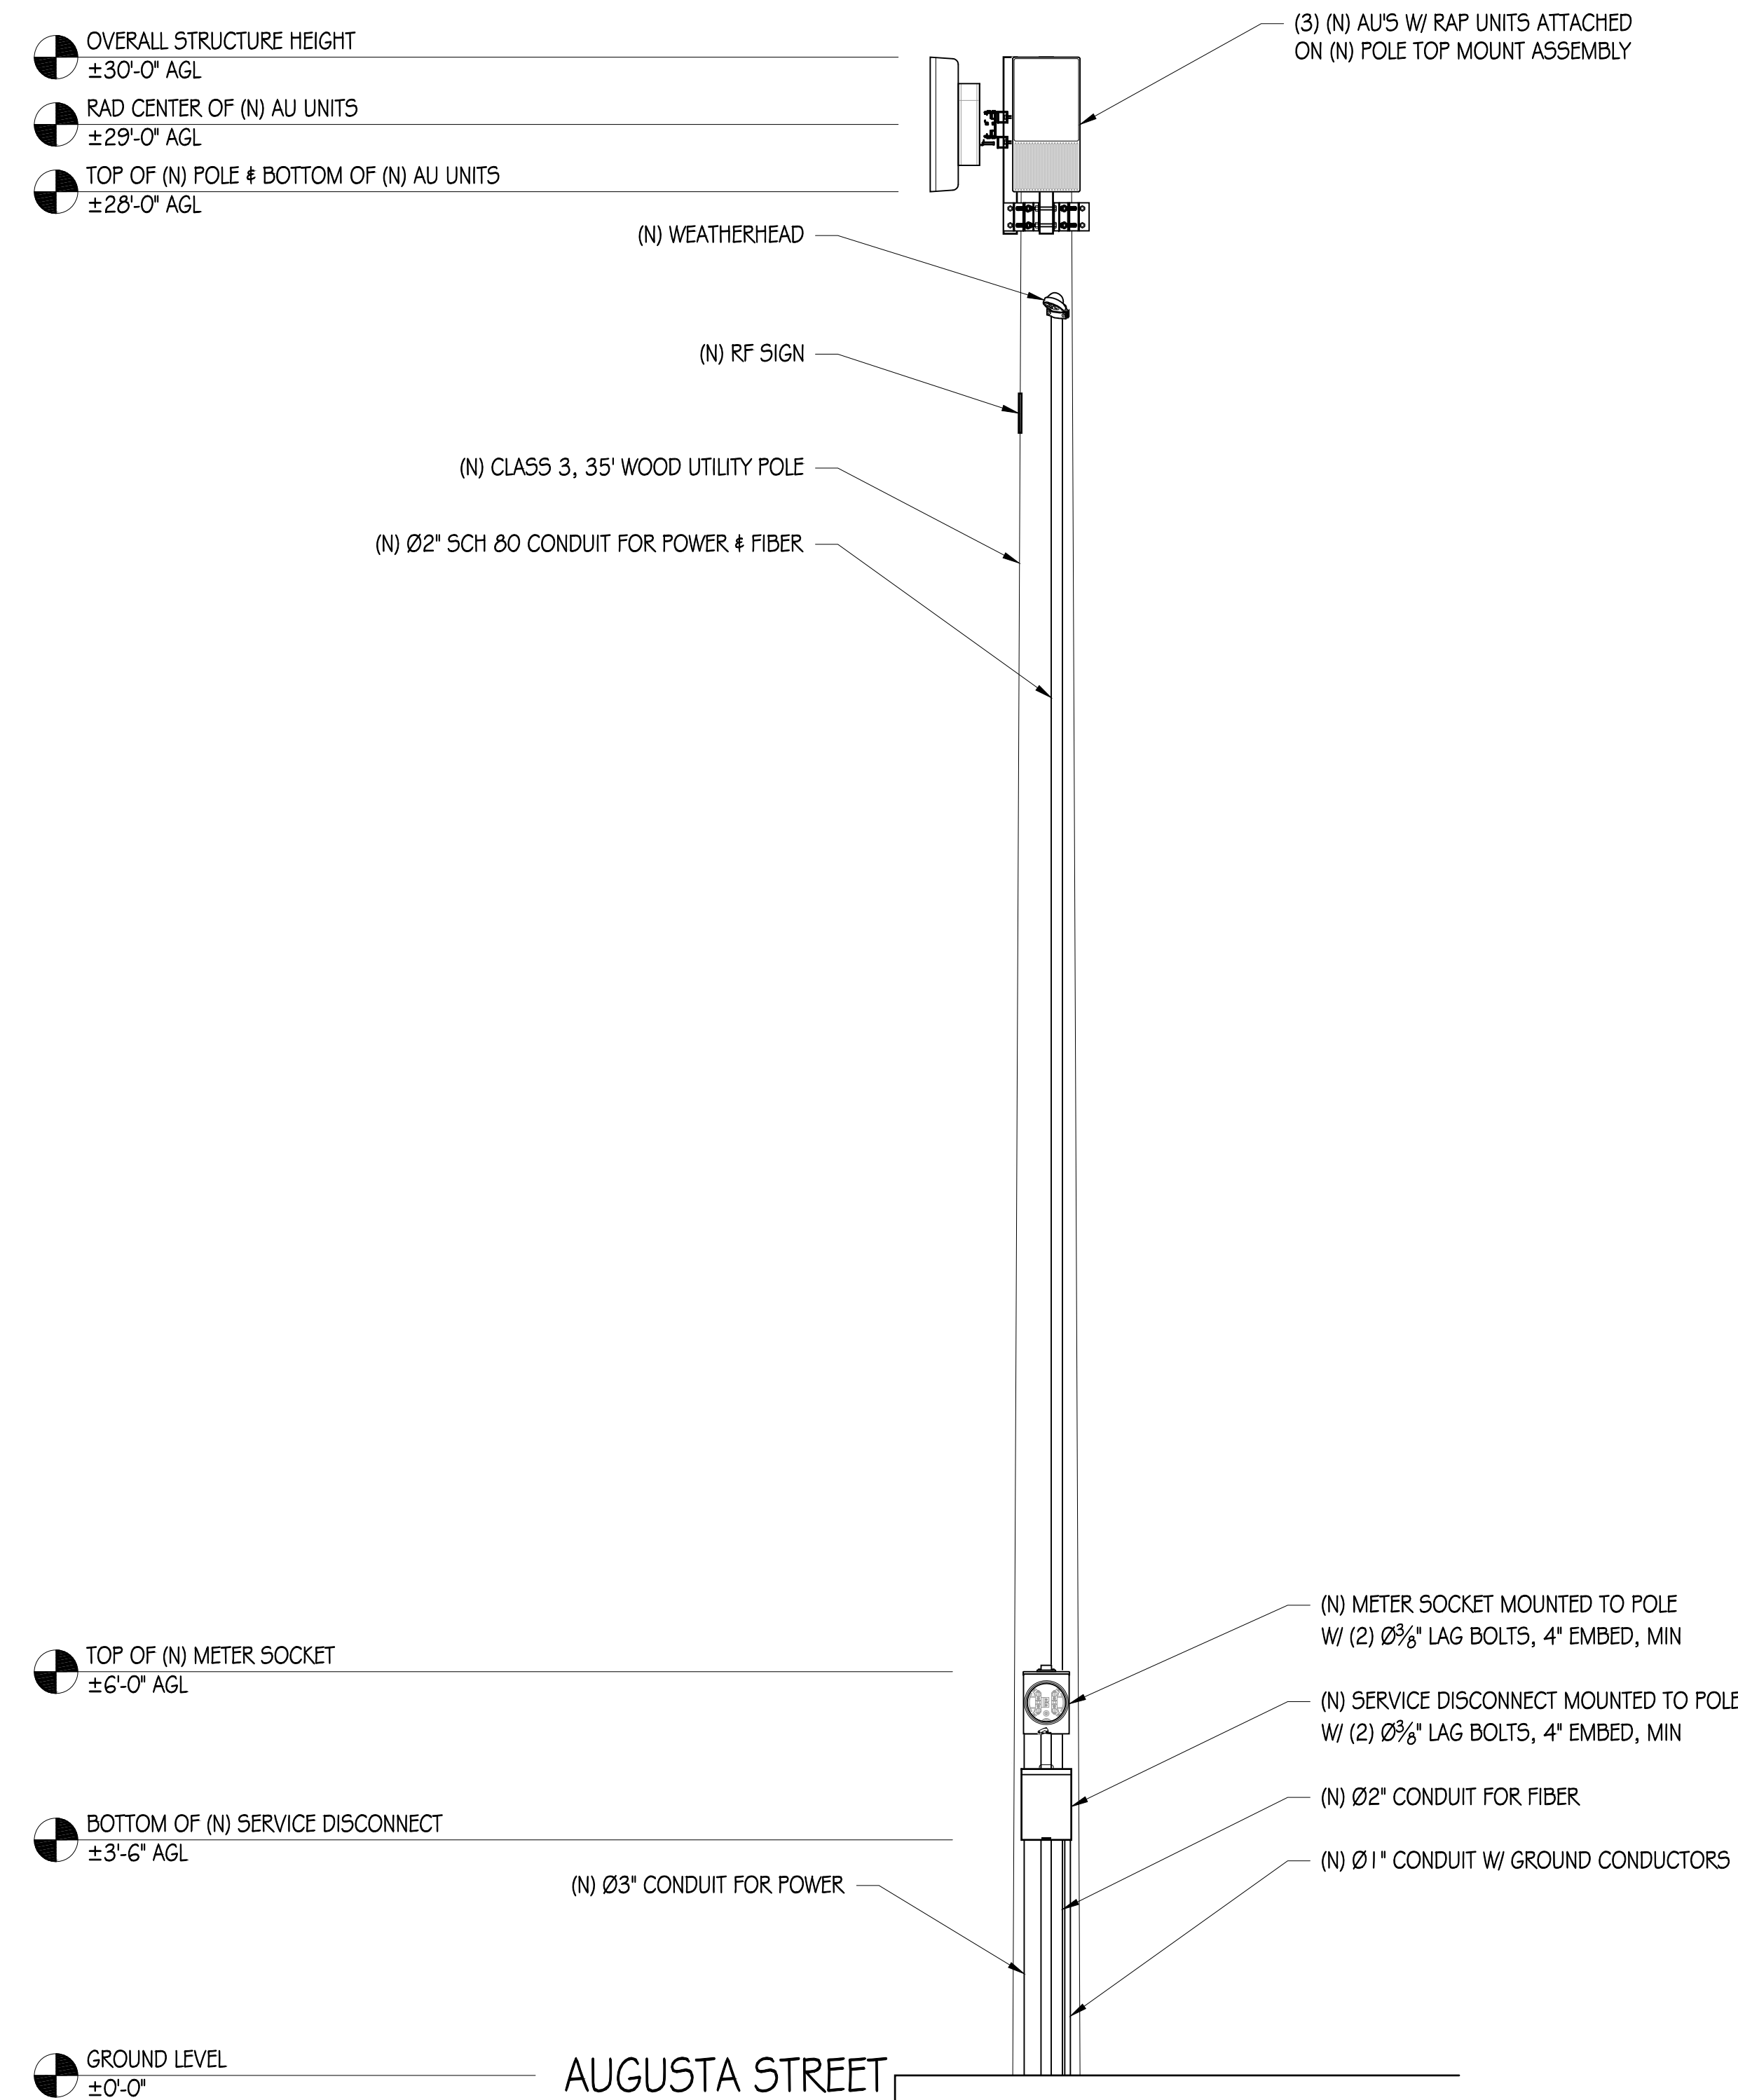 OVERALL STRUCTURE HEIGHT
±30'-0" AGL
RAD CENTER OF (N) AU UNITS
±29'-0" AGL
TOP OF (N) POLE & BOTTOM OF (N) AU UNITS
±28'-0" AGL
(3) (N) AU'S W/ RAP UNITS ATTACHED
ON (N) POLE TOP MOUNT ASSEMBLY
(N) WEATHERHEAD
(N) RF SIGN
(N) CLASS 3, 35' WOOD UTILITY POLE
(N) Ø2" SCH 80 CONDUIT FOR POWER & FIBER
(N) METER SOCKET MOUNTED TO POLE
W/ (2) Ø3/8" LAG BOLTS, 4" EMBED, MIN
TOP OF (N) METER SOCKET
±6'-0" AGL
(N) SERVICE DISCONNECT MOUNTED TO POLE
W/ (2) Ø3/8" LAG BOLTS, 4" EMBED, MIN
(N) Ø2" CONDUIT FOR FIBER
BOTTOM OF (N) SERVICE DISCONNECT
±3'-6" AGL
(N) Ø1" CONDUIT W/ GROUND CONDUCTORS
(N) Ø3" CONDUIT FOR POWER
GROUND LEVEL
±0'-0"
AUGUSTA STREET